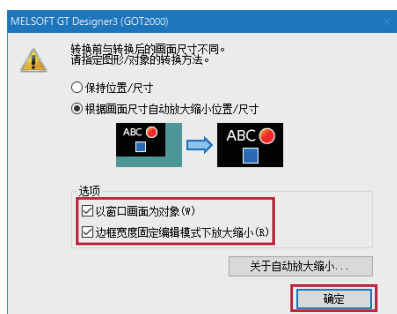 MELSOFT GT Designer3 (GOT2000)
转换前与转换后的画面尺寸不同。
请指定图形/对象的转换方法。
保持位置/尺寸
根据画面尺寸自动放大缩小位置/尺寸
ABC
ABC
选项
以窗口画面为对象(W)
边框宽度固定编辑模式下放大缩小(R)
关于自动放大缩小...
确定